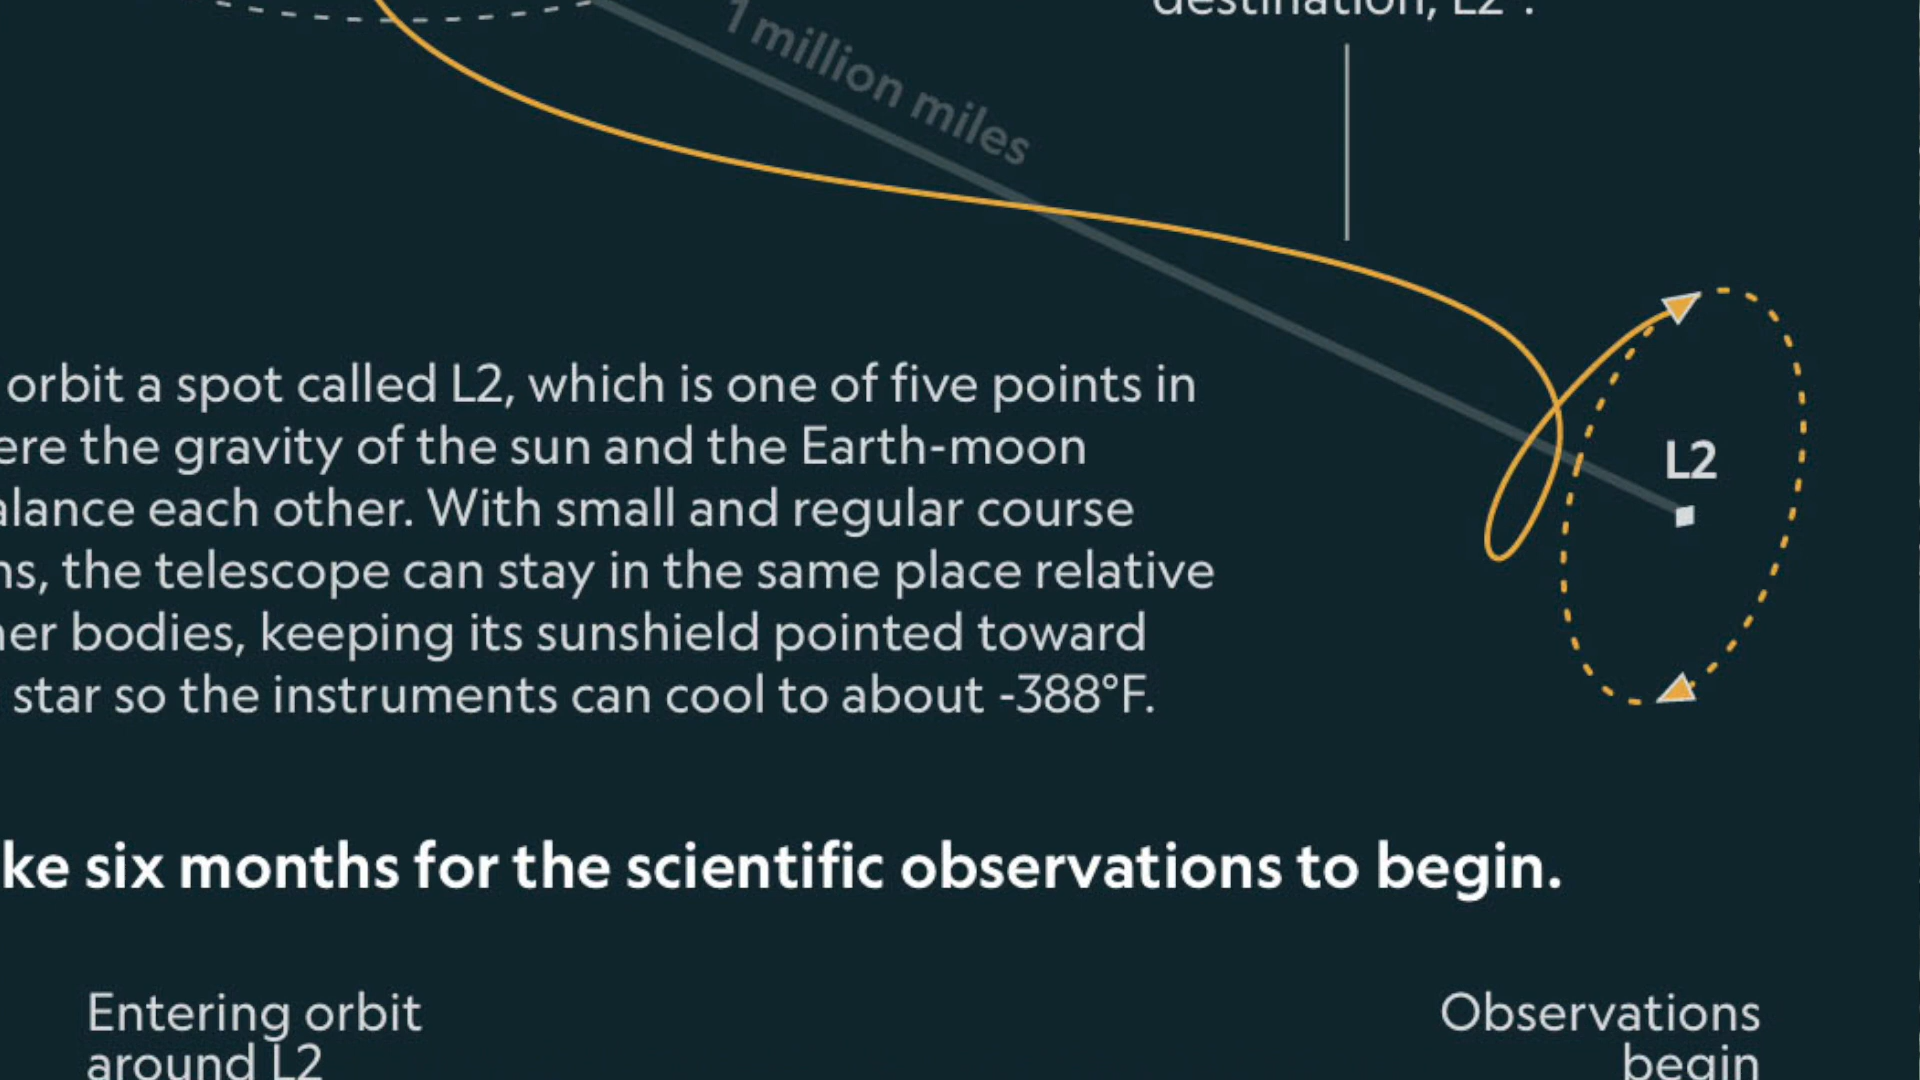 destination, L2 .
1 million miles
orbit a spot called L2, which is one of five points in
ere the gravity of the sun and the Earth-moon
alance each other. With small and regular course
ns, the telescope can stay in the same place relative
ner bodies, keeping its sunshield pointed toward
star so the instruments can cool to about -388°F.
L2
ke six months for the scientific observations to begin.
Entering orbit
around L2
Observations
begin